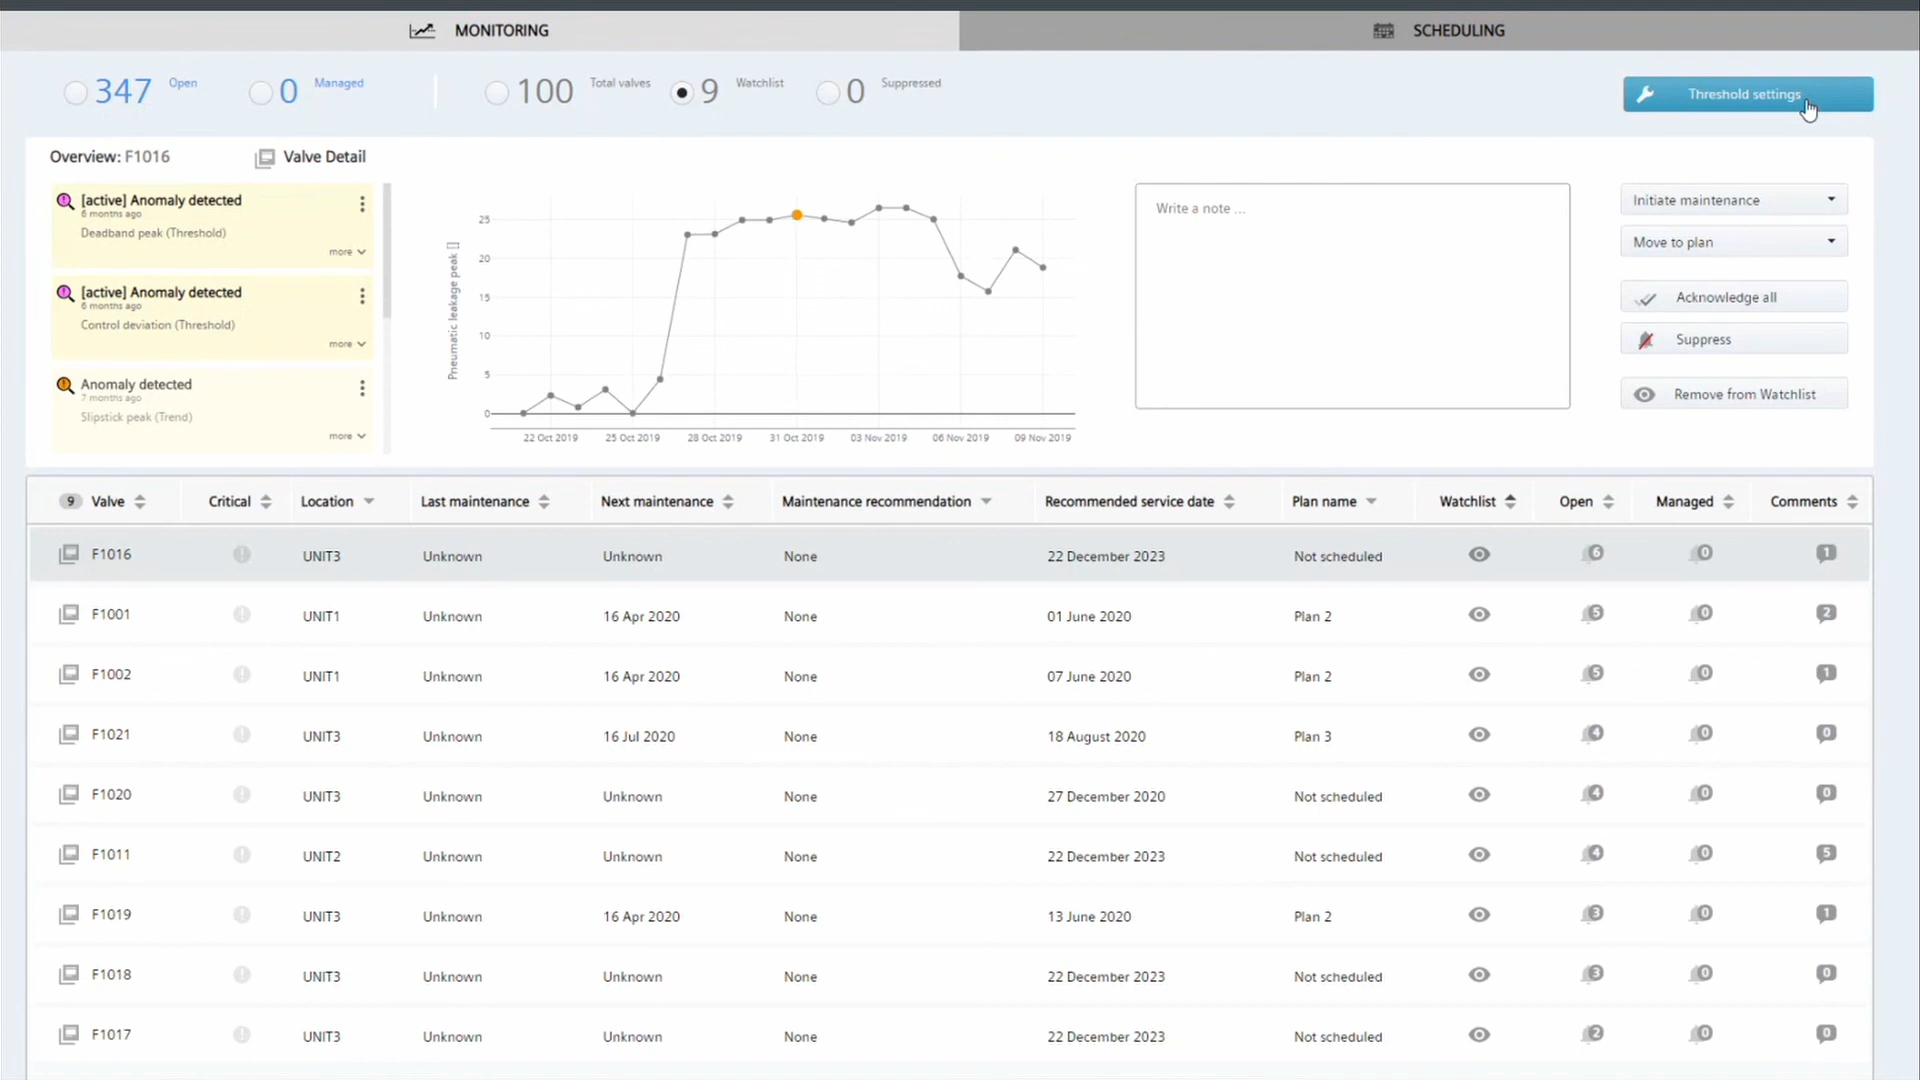 MONITORING
SCHEDULING
347 Open
0 Managed
100 Total valves
9 Watchlist
0 Suppressed
Threshold settings
Overview: F1016
Valve Detail
[active] Anomaly detected
6 months ago
Deadband peak (Threshold)
more
[active] Anomaly detected
6 months ago
Control deviation (Threshold)
more
Anomaly detected
7 months ago
Slipstick peak (Trend)
more
Pneumatic leakage peak []
25
20
15
10
5
0
22 Oct 2019 25 Oct 2019 28 Oct 2019 31 Oct 2019 03 Nov 2019 06 Nov 2019 09 Nov 2019
Write a note ...
Initiate maintenance
Move to plan
Acknowledge all
Suppress
Remove from Watchlist
9 Valve Critical Location Last maintenance Next maintenance Maintenance recommendation Recommended service date Plan name Watchlist Open Managed Comments
F1016 UNIT3 Unknown Unknown None 22 December 2023 Not scheduled 6 0 1
F1001 UNIT1 Unknown 16 Apr 2020 None 01 June 2020 Plan 2 5 0 2
F1002 UNIT1 Unknown 16 Apr 2020 None 07 June 2020 Plan 2 5 0 1
F1021 UNIT3 Unknown 16 Jul 2020 None 18 August 2020 Plan 3 4 0 0
F1020 UNIT3 Unknown Unknown None 27 December 2020 Not scheduled 4 0 0
F1011 UNIT2 Unknown Unknown None 22 December 2023 Not scheduled 4 0 5
F1019 UNIT3 Unknown 16 Apr 2020 None 13 June 2020 Plan 2 3 0 1
F1018 UNIT3 Unknown Unknown None 22 December 2023 Not scheduled 3 0 0
F1017 UNIT3 Unknown Unknown None 22 December 2023 Not scheduled 2 0 0